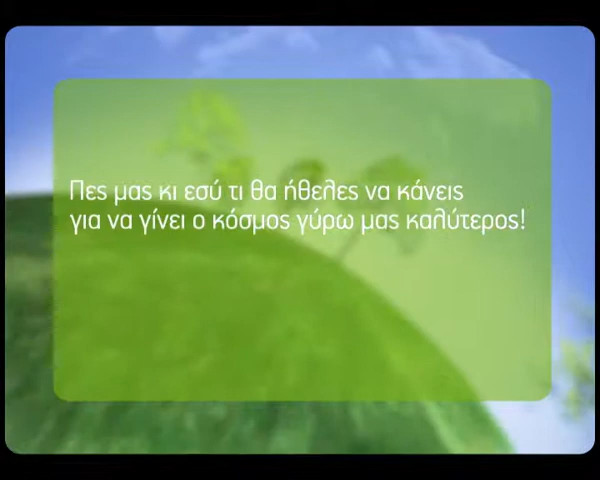 Πες μας κι εσύ τι θα ήθελες να κάνεις
για να γίνει ο κόσμος γύρω μας καλύτερος!